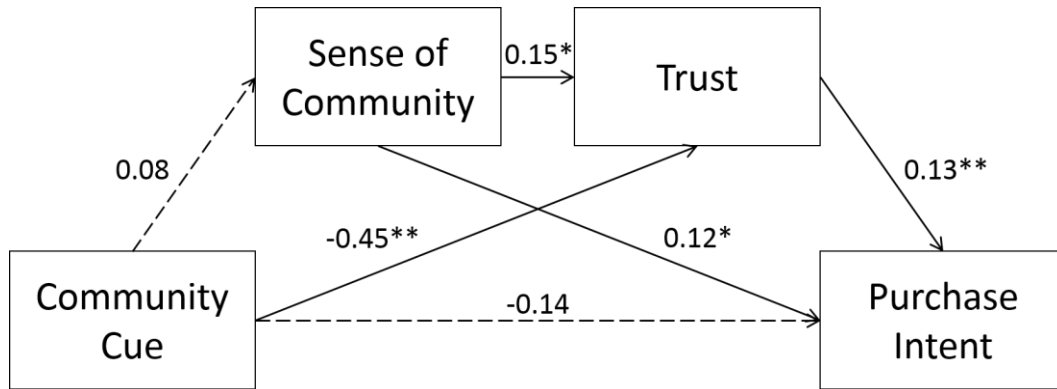 Sense of
Community
0.15*
Trust
0.08
0.13**
-0.45**
0.12*
Community
Cue
-0.14
Purchase
Intent